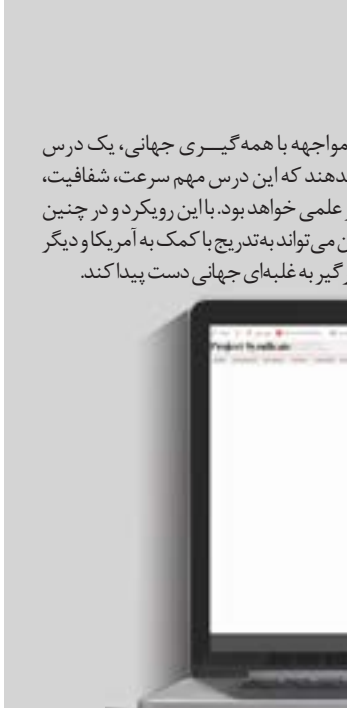 مواجهه با همه‌گیـــری جهانی، یک درس
دهند که این درس مهم سرعت، شفافیت،
علمی خواهد بود. با این رویکرد و در چنین
می‌تواند به‌تدریج با کمک به آمریکا و دیگر
گیر به غلبه‌ای جهانی دست پیدا کند.
Project Syndicate